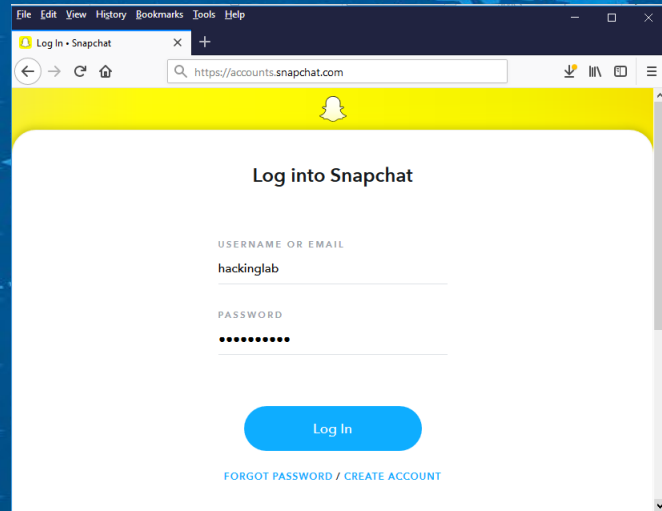 File Edit View History Bookmarks Tools Help
Log In • Snapchat
https://accounts.snapchat.com
Log into Snapchat
USERNAME OR EMAIL
hackinglab
PASSWORD
••••••••••
Log In
FORGOT PASSWORD / CREATE ACCOUNT